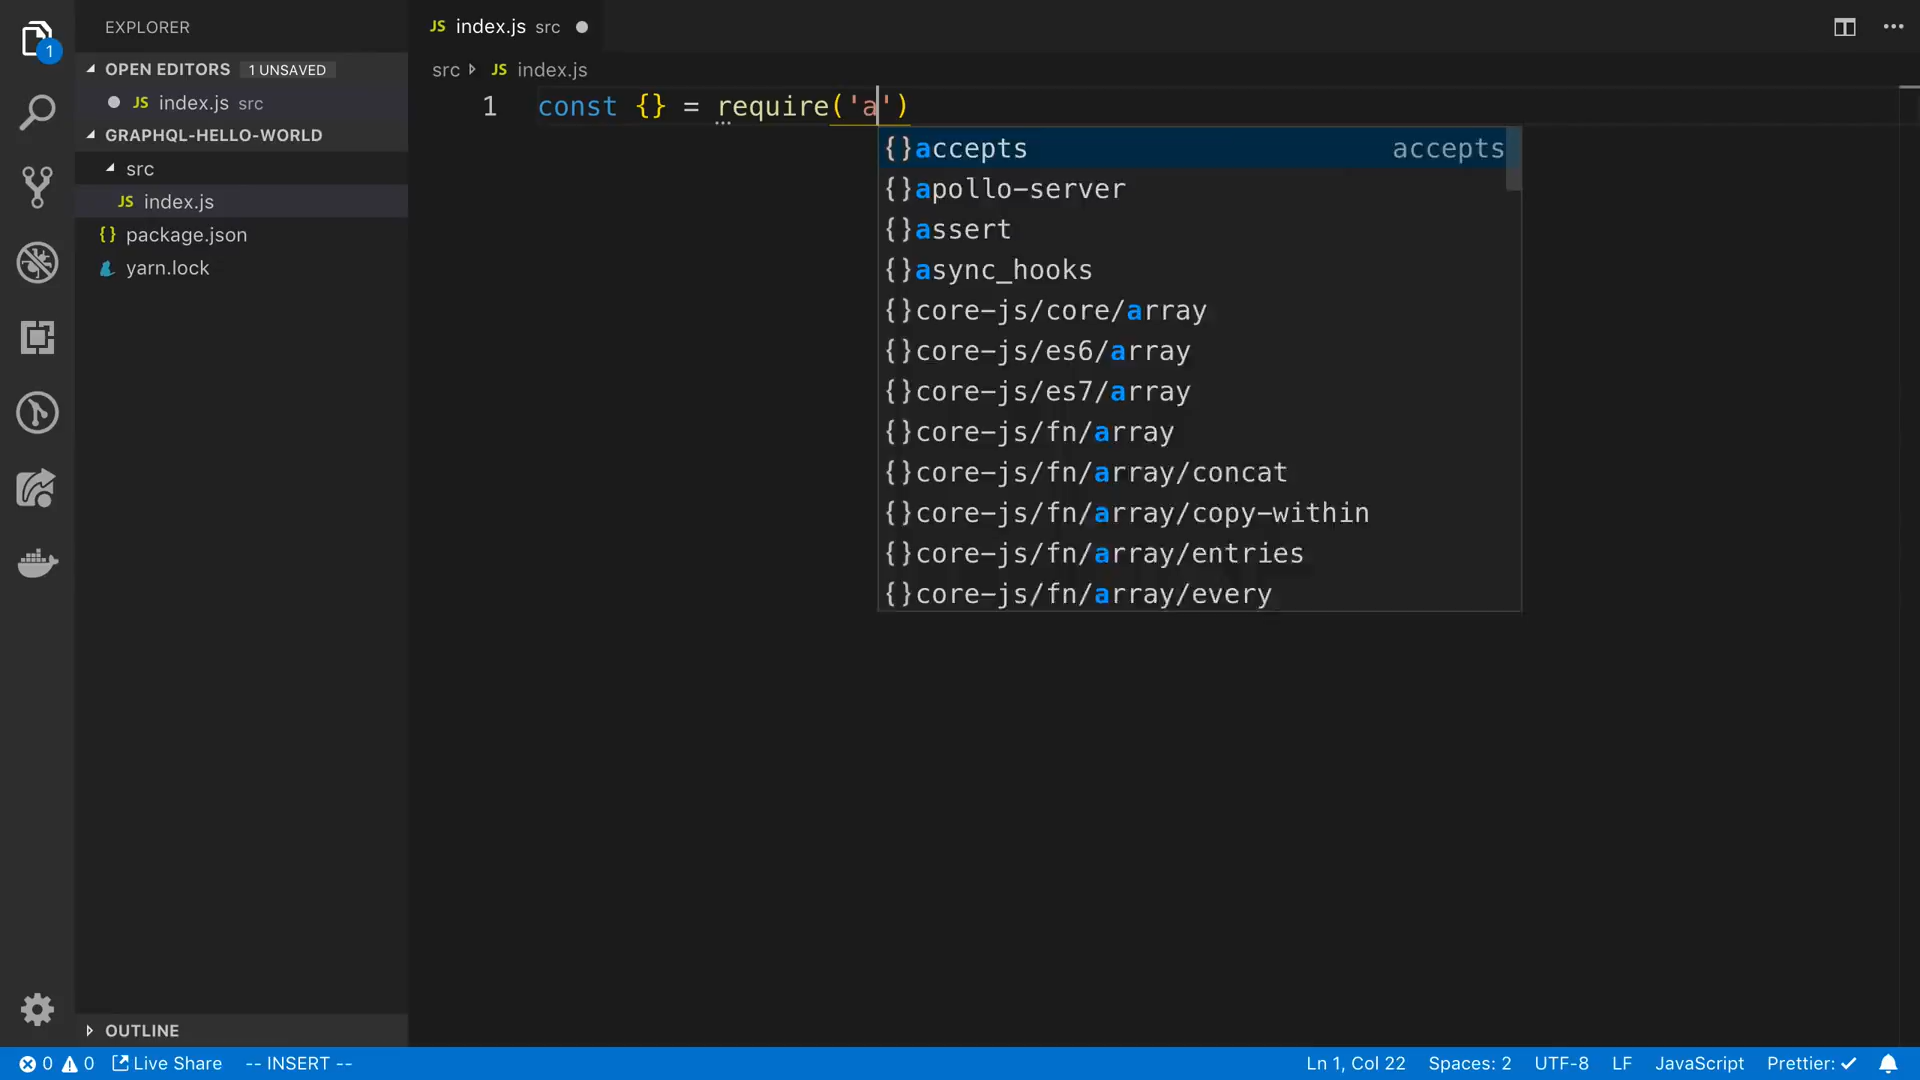 EXPLORER
OPEN EDITORS 1 UNSAVED
JS index.js src
GRAPHQL-HELLO-WORLD
src
JS index.js
{} package.json
yarn.lock
OUTLINE
1
JS index.js src
src JS index.js
1 const {} = require('a')
{} accepts accepts
{} apollo-server
{} assert
{} async_hooks
{} core-js/core/array
{} core-js/es6/array
{} core-js/es7/array
{} core-js/fn/array
{} core-js/fn/array/concat
{} core-js/fn/array/copy-within
{} core-js/fn/array/entries
{} core-js/fn/array/every
0 0 Live Share -- INSERT -- Ln 1, Col 22 Spaces: 2 UTF-8 LF JavaScript Prettier: ✓